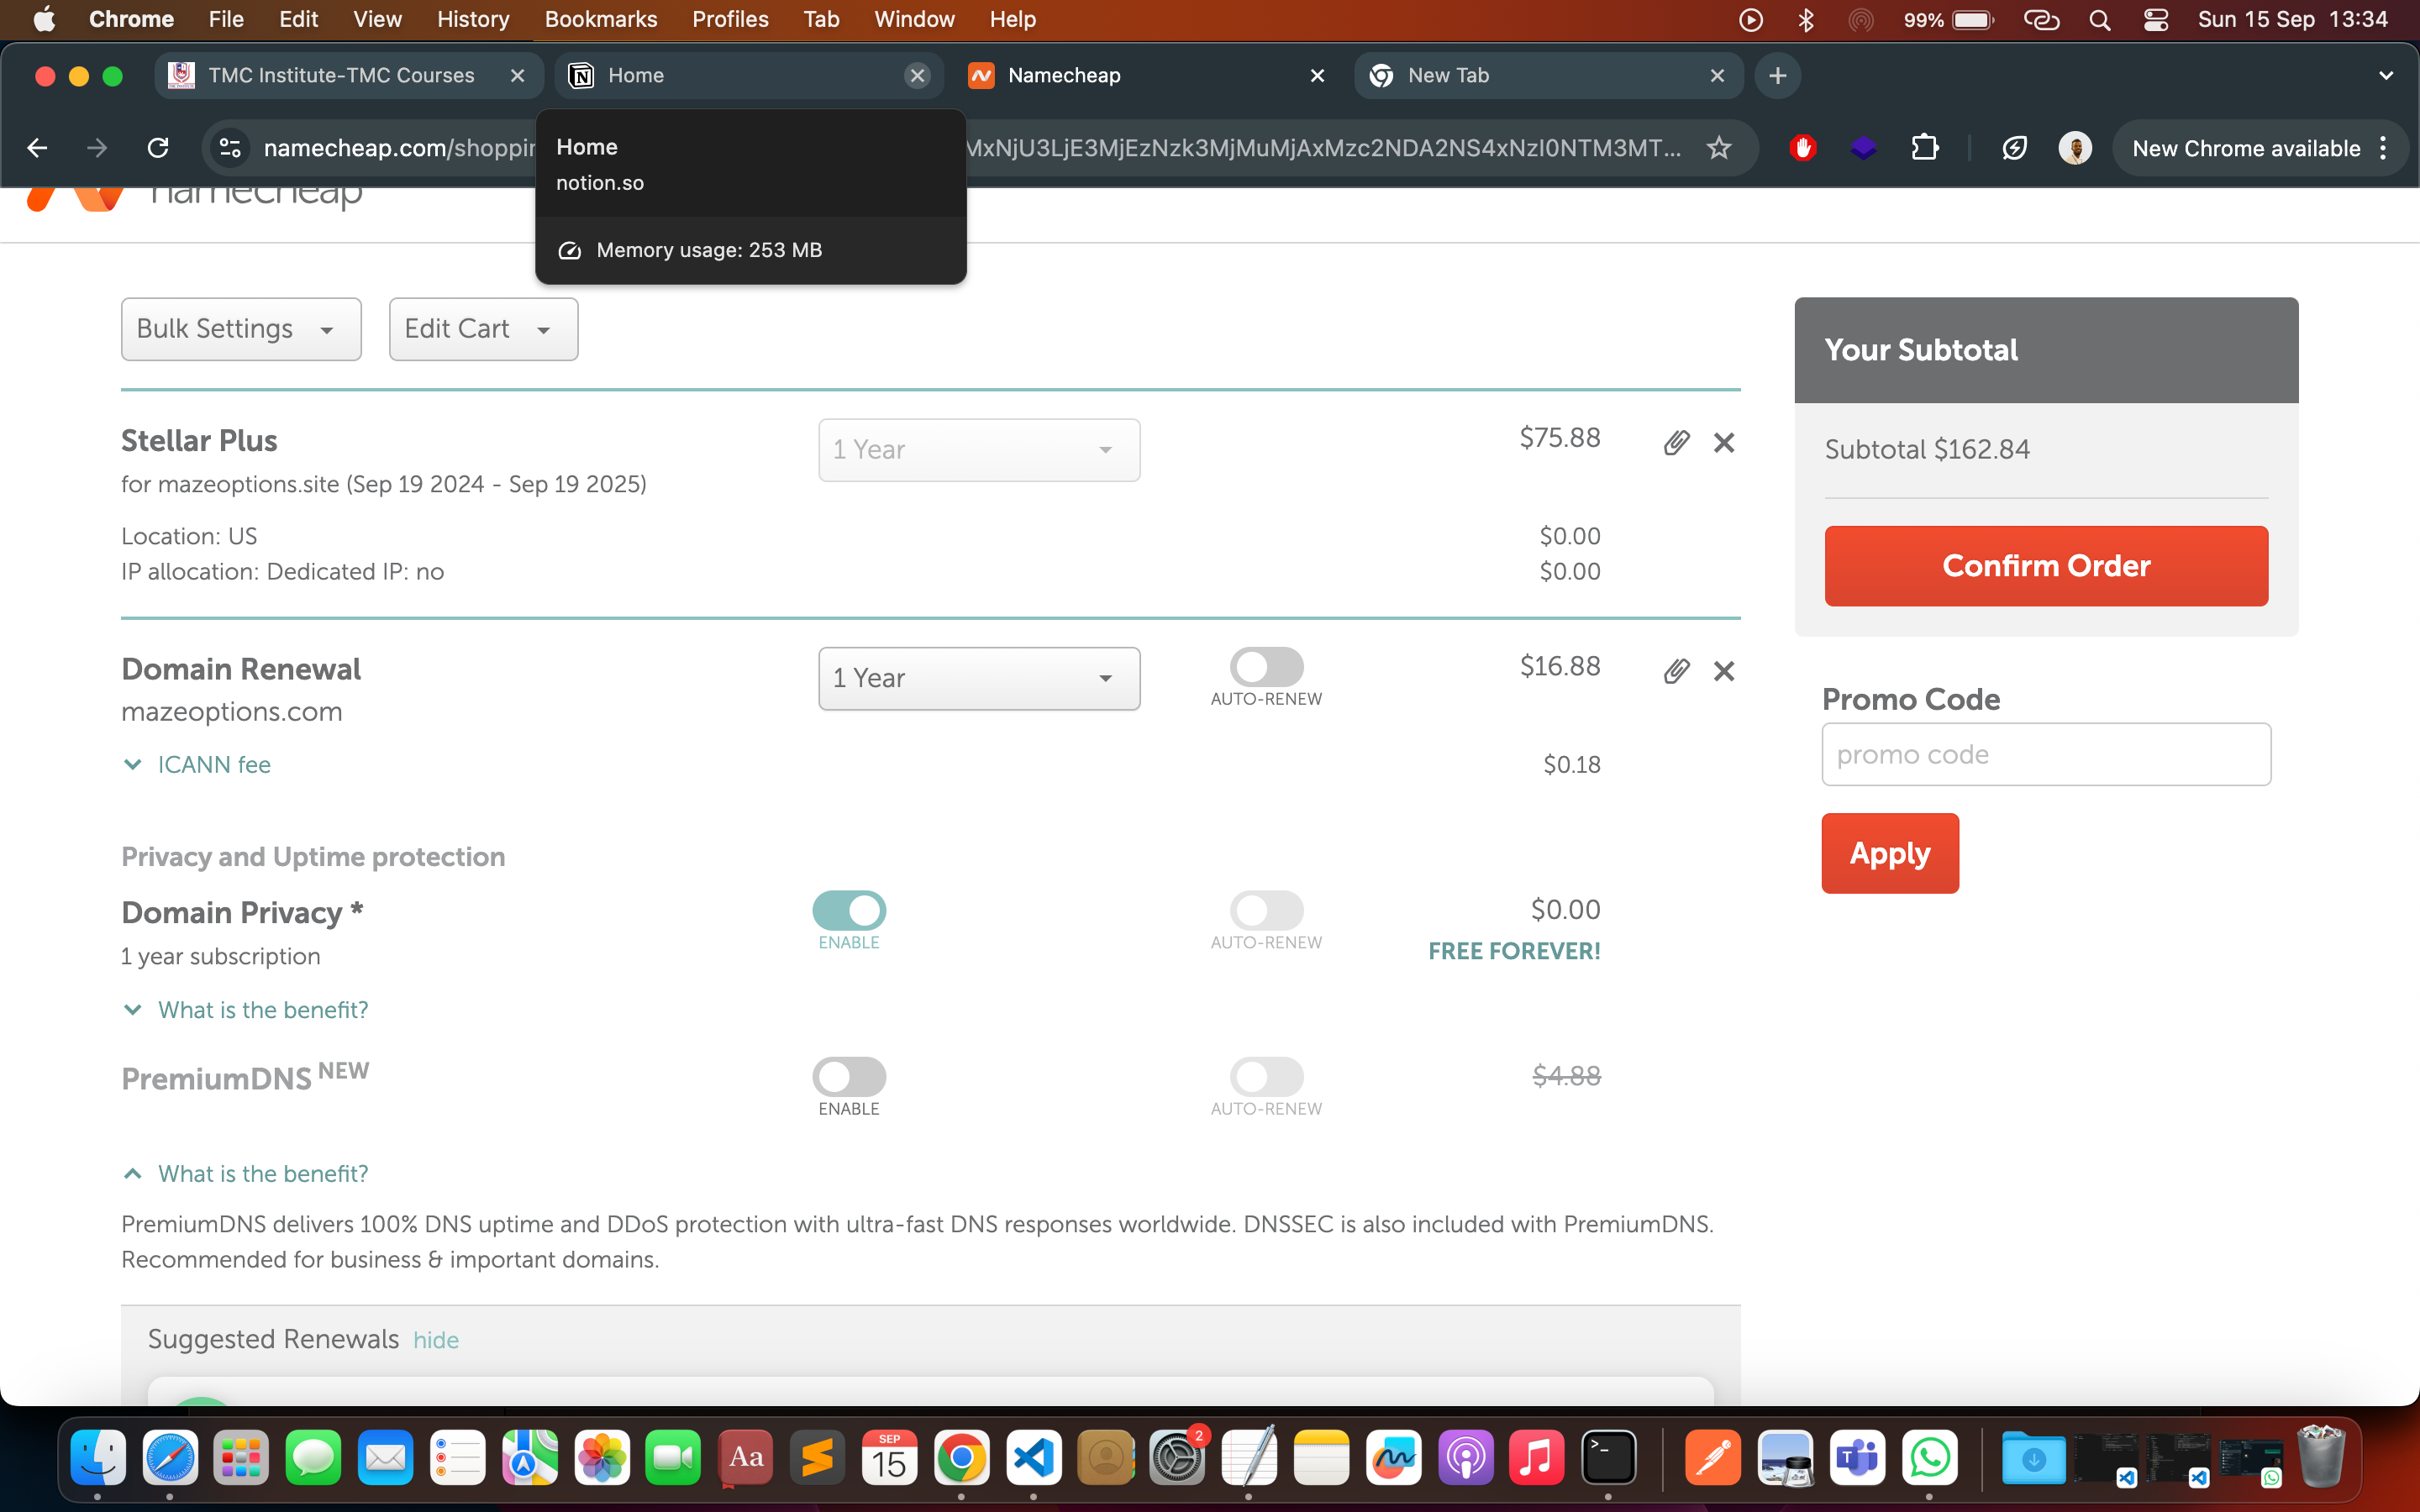 Chrome File Edit View History Bookmarks Profiles Tab Window Help 99% Sun 15 Sep 13:34
TMC Institute-TMC Courses Home Namecheap New Tab
namecheap.com/shoppin MxNjU3LjE3MjEzNzk3MjMuMjAxMzc2NDA2NS4xNzI0NTM3MT... New Chrome available
Home
notion.so
Memory usage: 253 MB
namecheap
Bulk Settings Edit Cart
Your Subtotal
Subtotal $162.84
Confirm Order
Promo Code
promo code
Apply
Stellar Plus 1 Year $75.88
for mazeoptions.site (Sep 19 2024 - Sep 19 2025)
Location: US $0.00
IP allocation: Dedicated IP: no $0.00
Domain Renewal 1 Year $16.88
AUTO-RENEW
mazeoptions.com
ICANN fee $0.18
Privacy and Uptime protection
Domain Privacy * $0.00
ENABLE AUTO-RENEW FREE FOREVER!
1 year subscription
What is the benefit?
PremiumDNS NEW $4.88
ENABLE AUTO-RENEW
What is the benefit?
PremiumDNS delivers 100% DNS uptime and DDoS protection with ultra-fast DNS responses worldwide. DNSSEC is also included with PremiumDNS.
Recommended for business & important domains.
Suggested Renewals hide
Aa
SEP
15
2